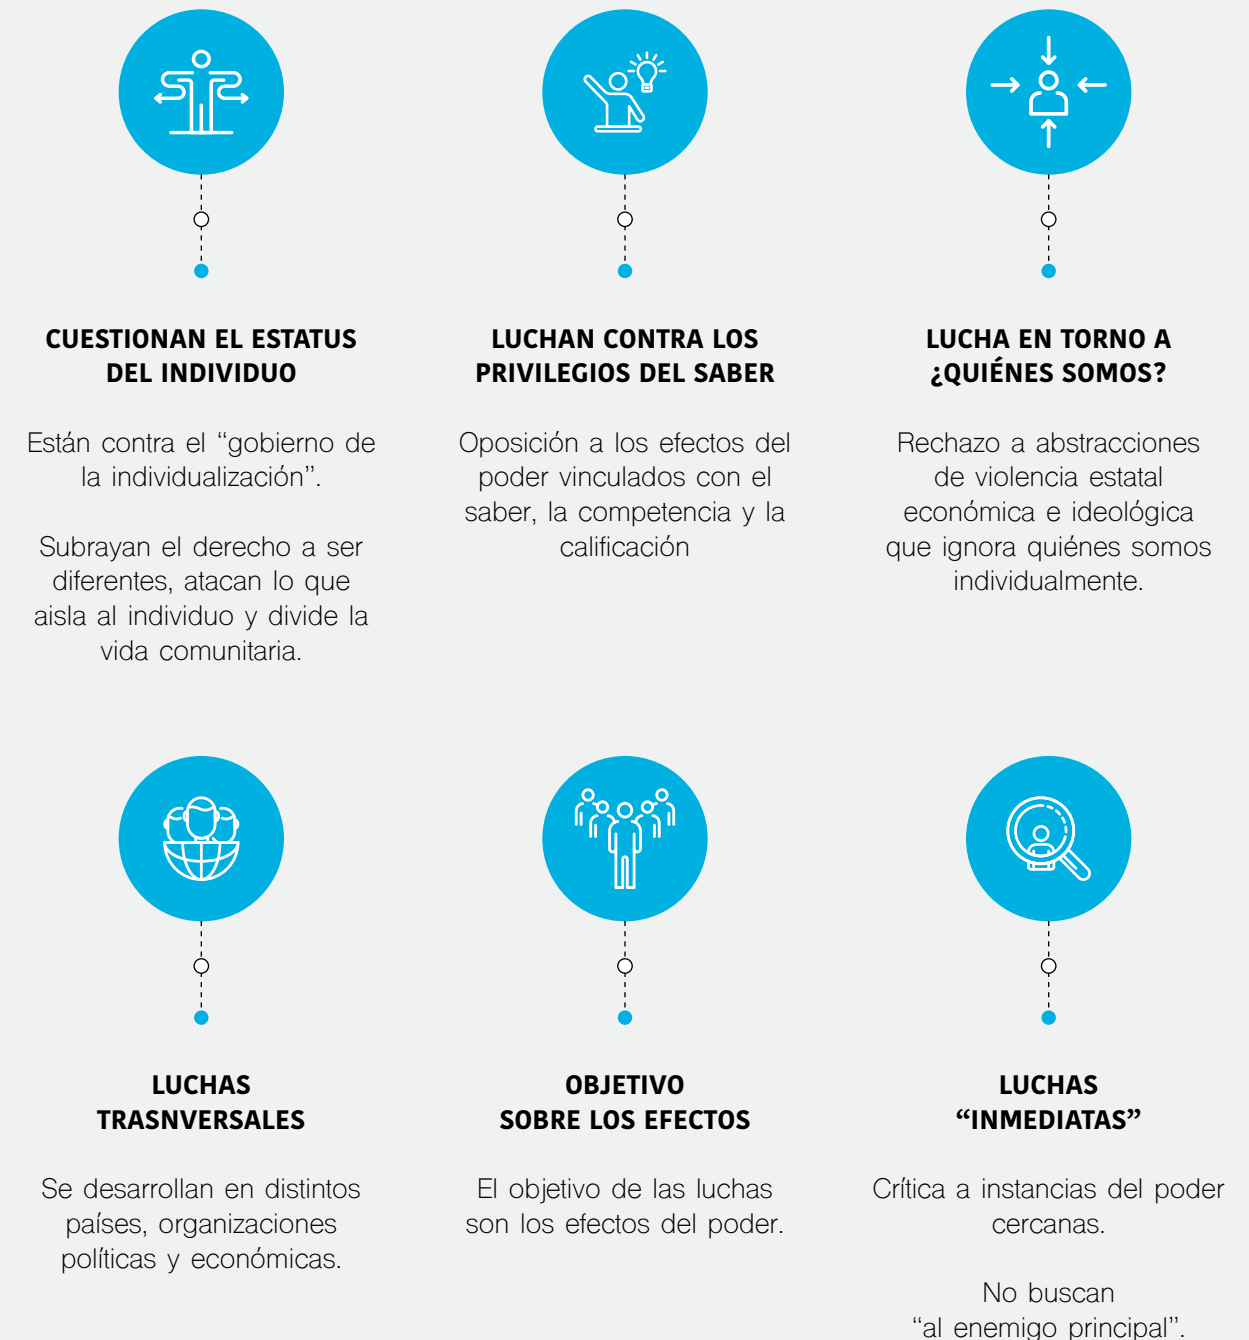 CUESTIONAN EL ESTATUS
DEL INDIVIDUO
Están contra el “gobierno de
la individualización”.
Subrayan el derecho a ser
diferentes, atacan lo que
aisla al individuo y divide la
vida comunitaria.
LUCHAN CONTRA LOS
PRIVILEGIOS DEL SABER
Oposición a los efectos del
poder vinculados con el
saber, la competencia y la
calificación
LUCHA EN TORNO A
¿QUIÉNES SOMOS?
Rechazo a abstracciones
de violencia estatal
económica e ideológica
que ignora quiénes somos
individualmente.
LUCHAS
TRASNVERSALES
Se desarrollan en distintos
países, organizaciones
políticas y económicas.
OBJETIVO
SOBRE LOS EFECTOS
El objetivo de las luchas
son los efectos del poder.
LUCHAS
“INMEDIATAS”
Crítica a instancias del poder
cercanas.
No buscan
“al enemigo principal”.